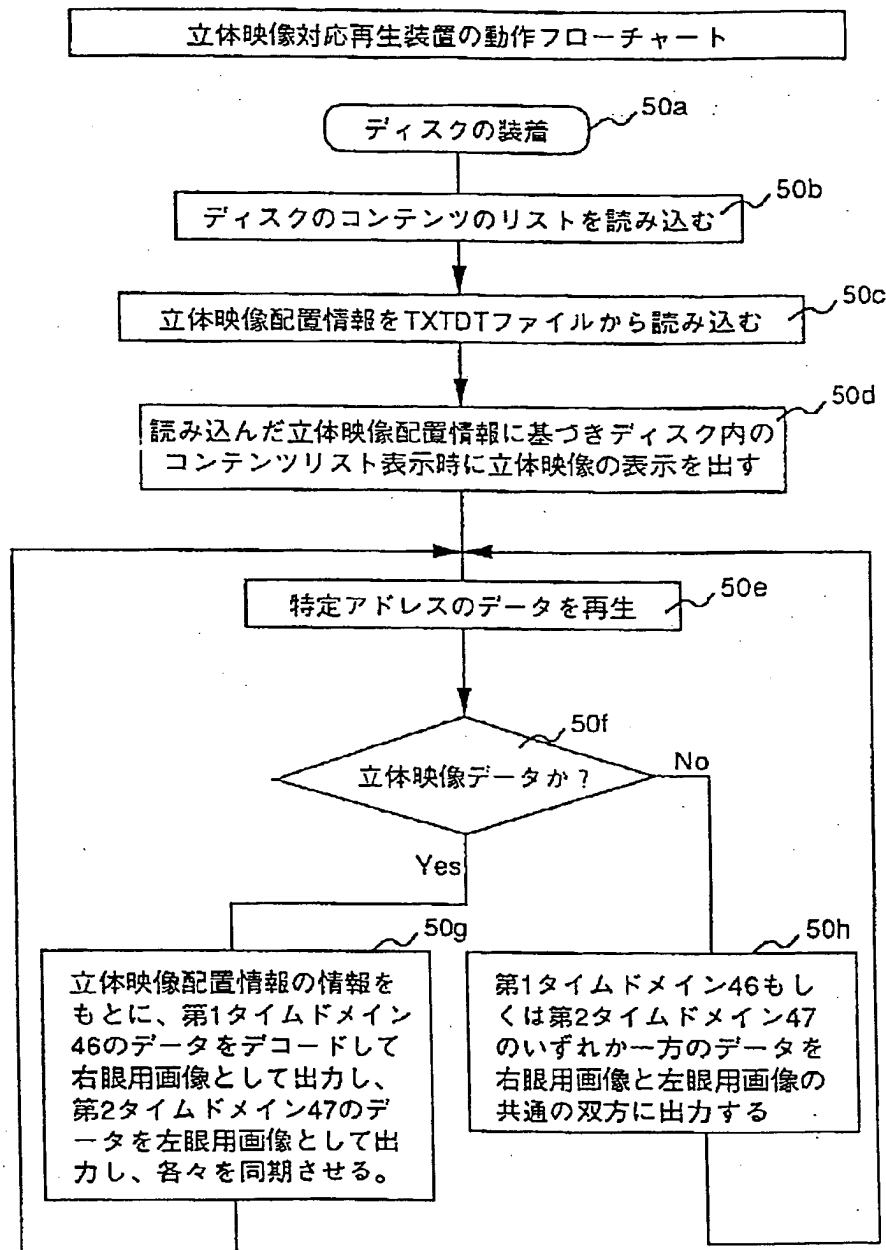 立体映像対応再生装置の動作フローチャート
ディスクの装着
50a
ディスクのコンテンツのリストを読み込む
50b
立体映像配置情報をTXTDTファイルから読み込む
50c
読み込んだ立体映像配置情報に基づきディスク内の
コンテンツリスト表示時に立体映像の表示を出す
50d
特定アドレスのデータを再生
50e
立体映像データか?
50f
No
Yes
50g
立体映像配置情報の情報を
もとに、第1タイムドメイン
46のデータをデコードして
右眼用画像として出力し、
第2タイムドメイン47のデ
ータを左眼用画像として出
力し、各々を同期させる。
50h
第1タイムドメイン46もし
くは第2タイムドメイン47
のいずれか一方のデータを
右眼用画像と左眼用画像の
共通の双方に出力する